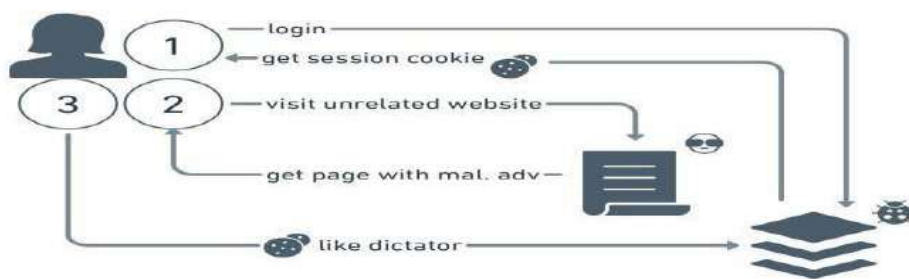 login
1
get session cookie
3
2
visit unrelated website
get page with mal. adv
like dictator